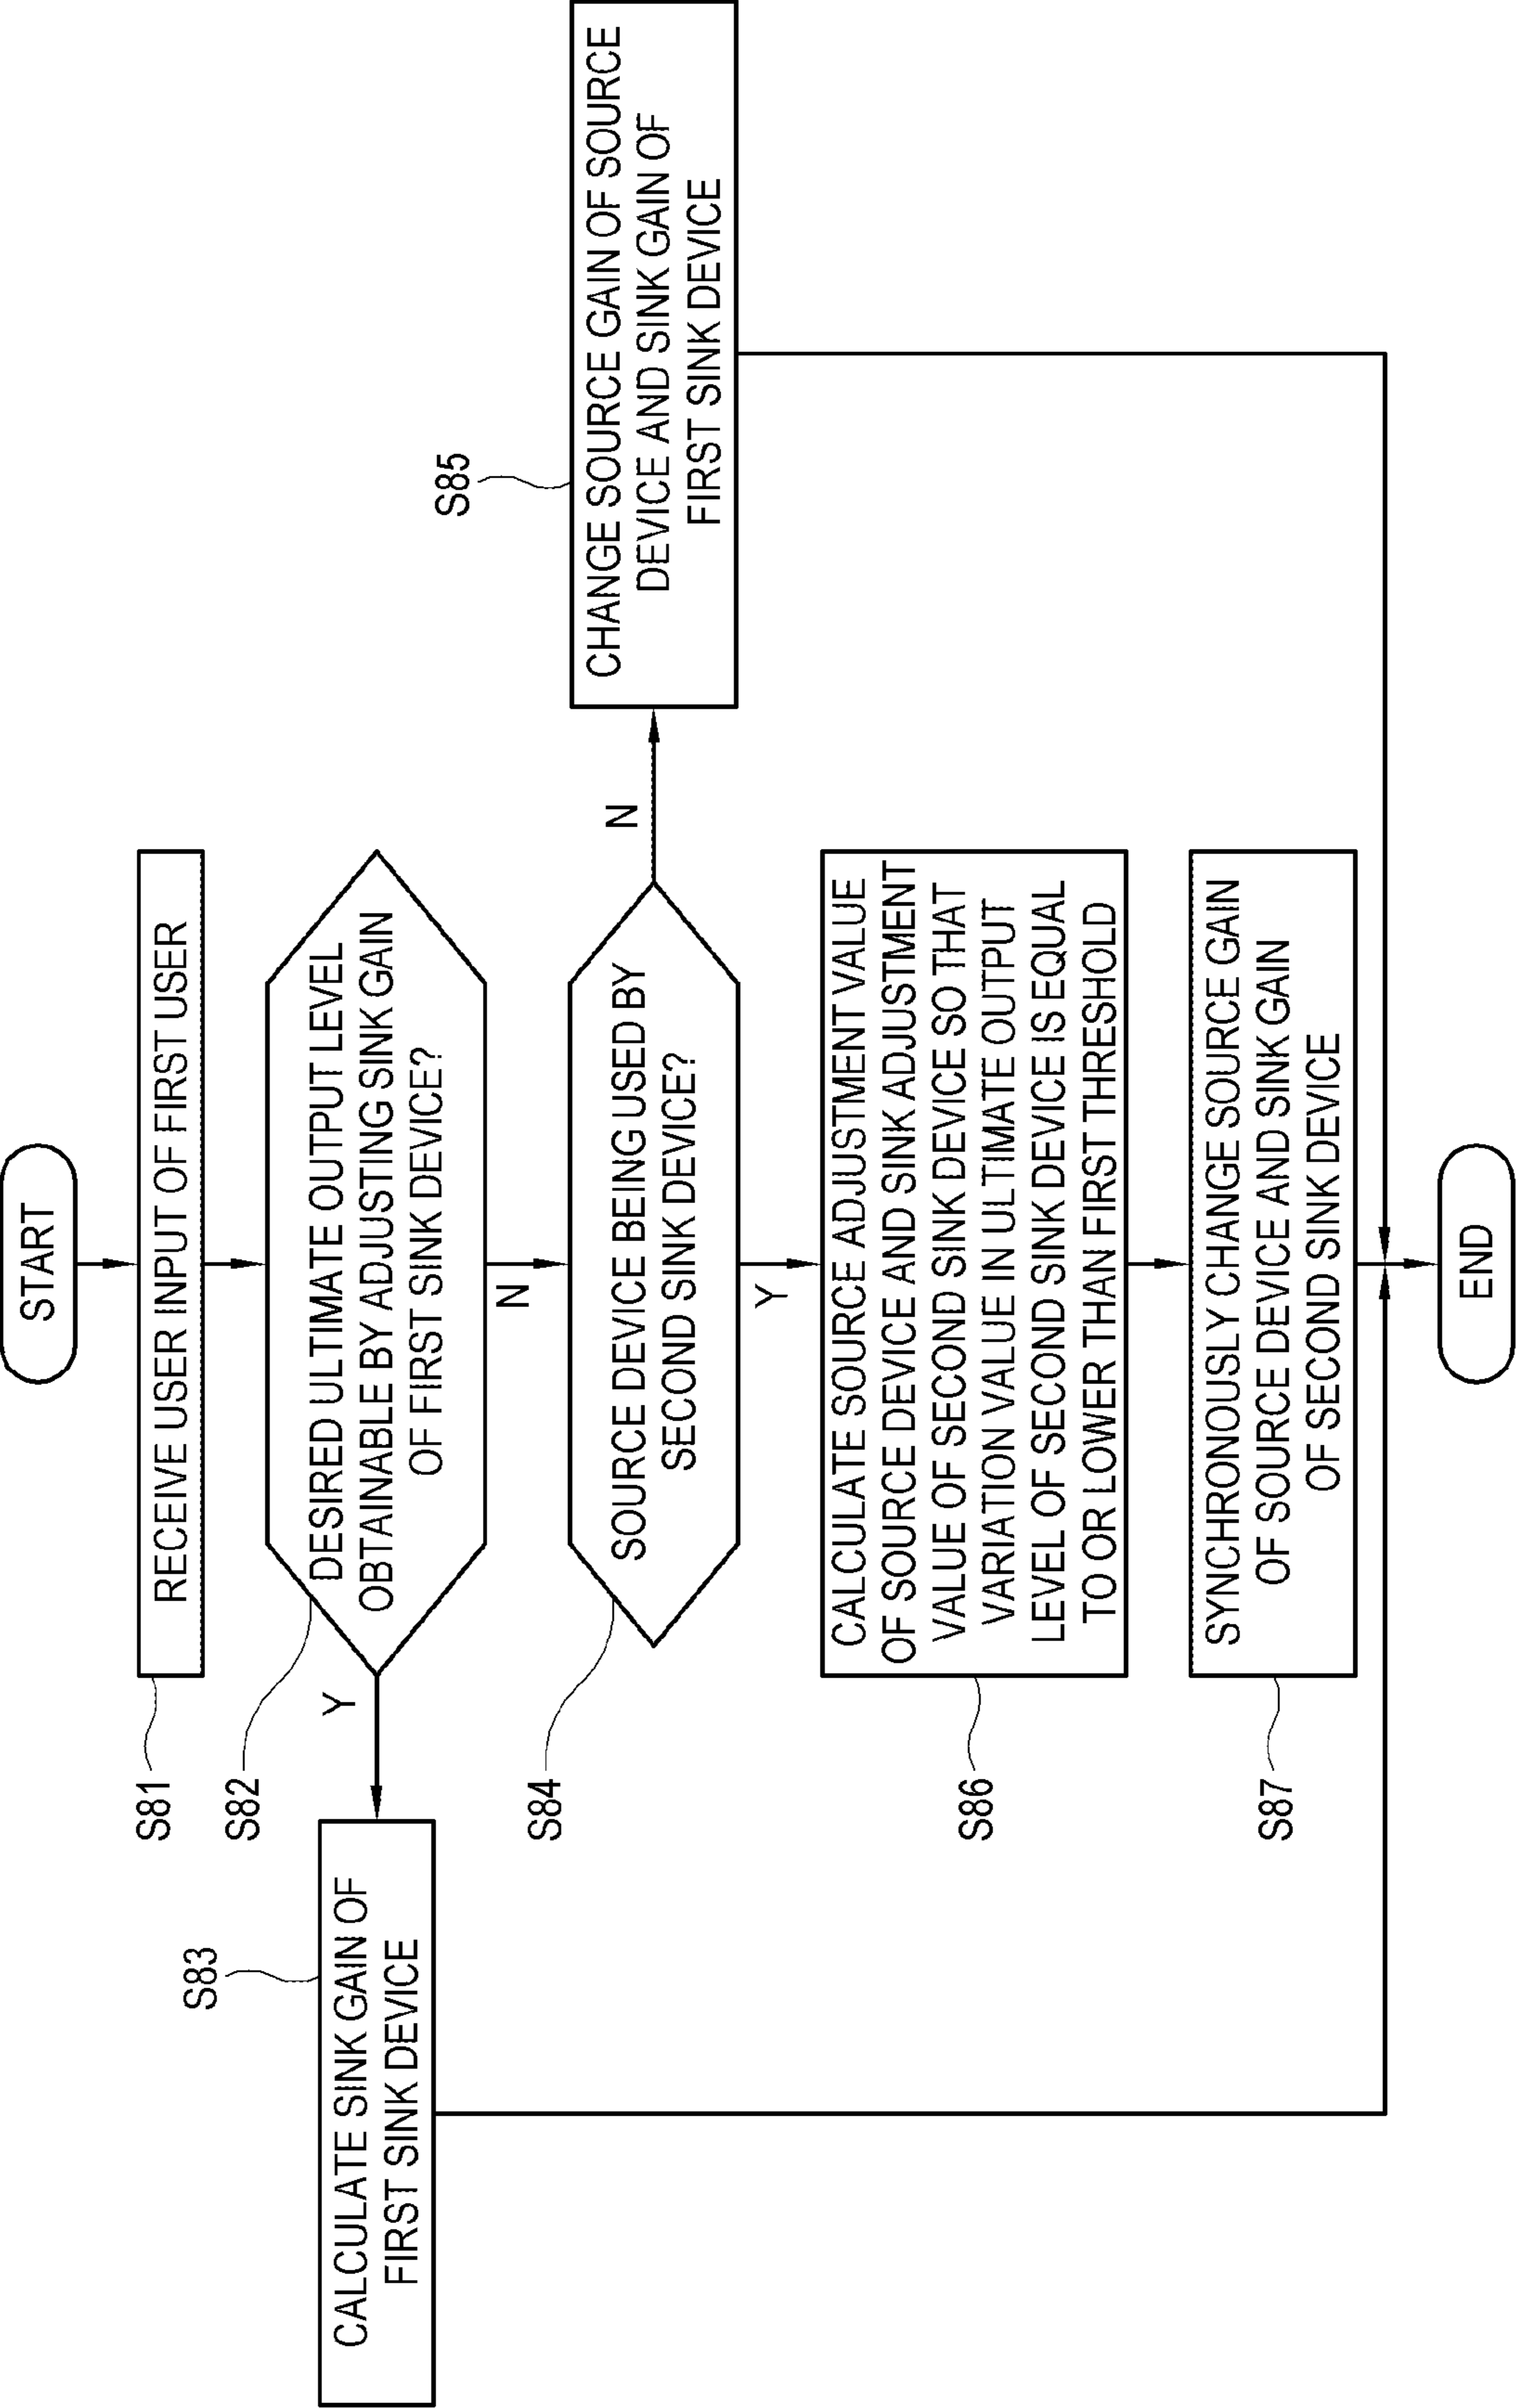 START
S81
RECEIVE USER INPUT OF FIRST USER
S82
DESIRED ULTIMATE OUTPUT LEVEL
OBTAINABLE BY ADJUSTING SINK GAIN
OF FIRST SINK DEVICE?
Y
N
S83
CALCULATE SINK GAIN OF
FIRST SINK DEVICE
S84
SOURCE DEVICE BEING USED BY
SECOND SINK DEVICE?
N
Y
S85
CHANGE SOURCE GAIN OF SOURCE
DEVICE AND SINK GAIN OF
FIRST SINK DEVICE
S86
CALCULATE SOURCE ADJUSTMENT VALUE
OF SOURCE DEVICE AND SINK ADJUSTMENT
VALUE OF SECOND SINK DEVICE SO THAT
VARIATION VALUE IN ULTIMATE OUTPUT
LEVEL OF SECOND SINK DEVICE IS EQUAL
TO OR LOWER THAN FIRST THRESHOLD
S87
SYNCHRONOUSLY CHANGE SOURCE GAIN
OF SOURCE DEVICE AND SINK GAIN
OF SECOND SINK DEVICE
END